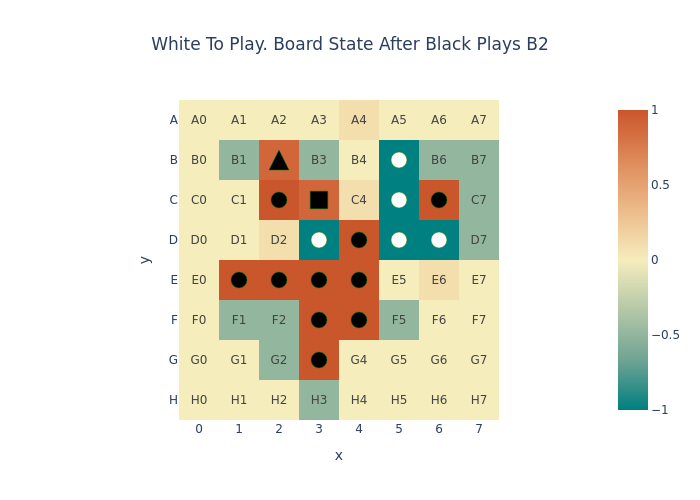 White To Play. Board State After Black Plays B2
A A0 A1 A2 A3 A4 A5 A6 A7
B B0 B1 B3 B4 B6 B7
C C0 C1 C4 C7
D D0 D1 D2 D7
E E0 E5 E6 E7
F F0 F1 F2 F5 F6 F7
G G0 G1 G2 G4 G5 G6 G7
H H0 H1 H2 H3 H4 H5 H6 H7
0 1 2 3 4 5 6 7
x
y
1
0.5
0
−0.5
−1